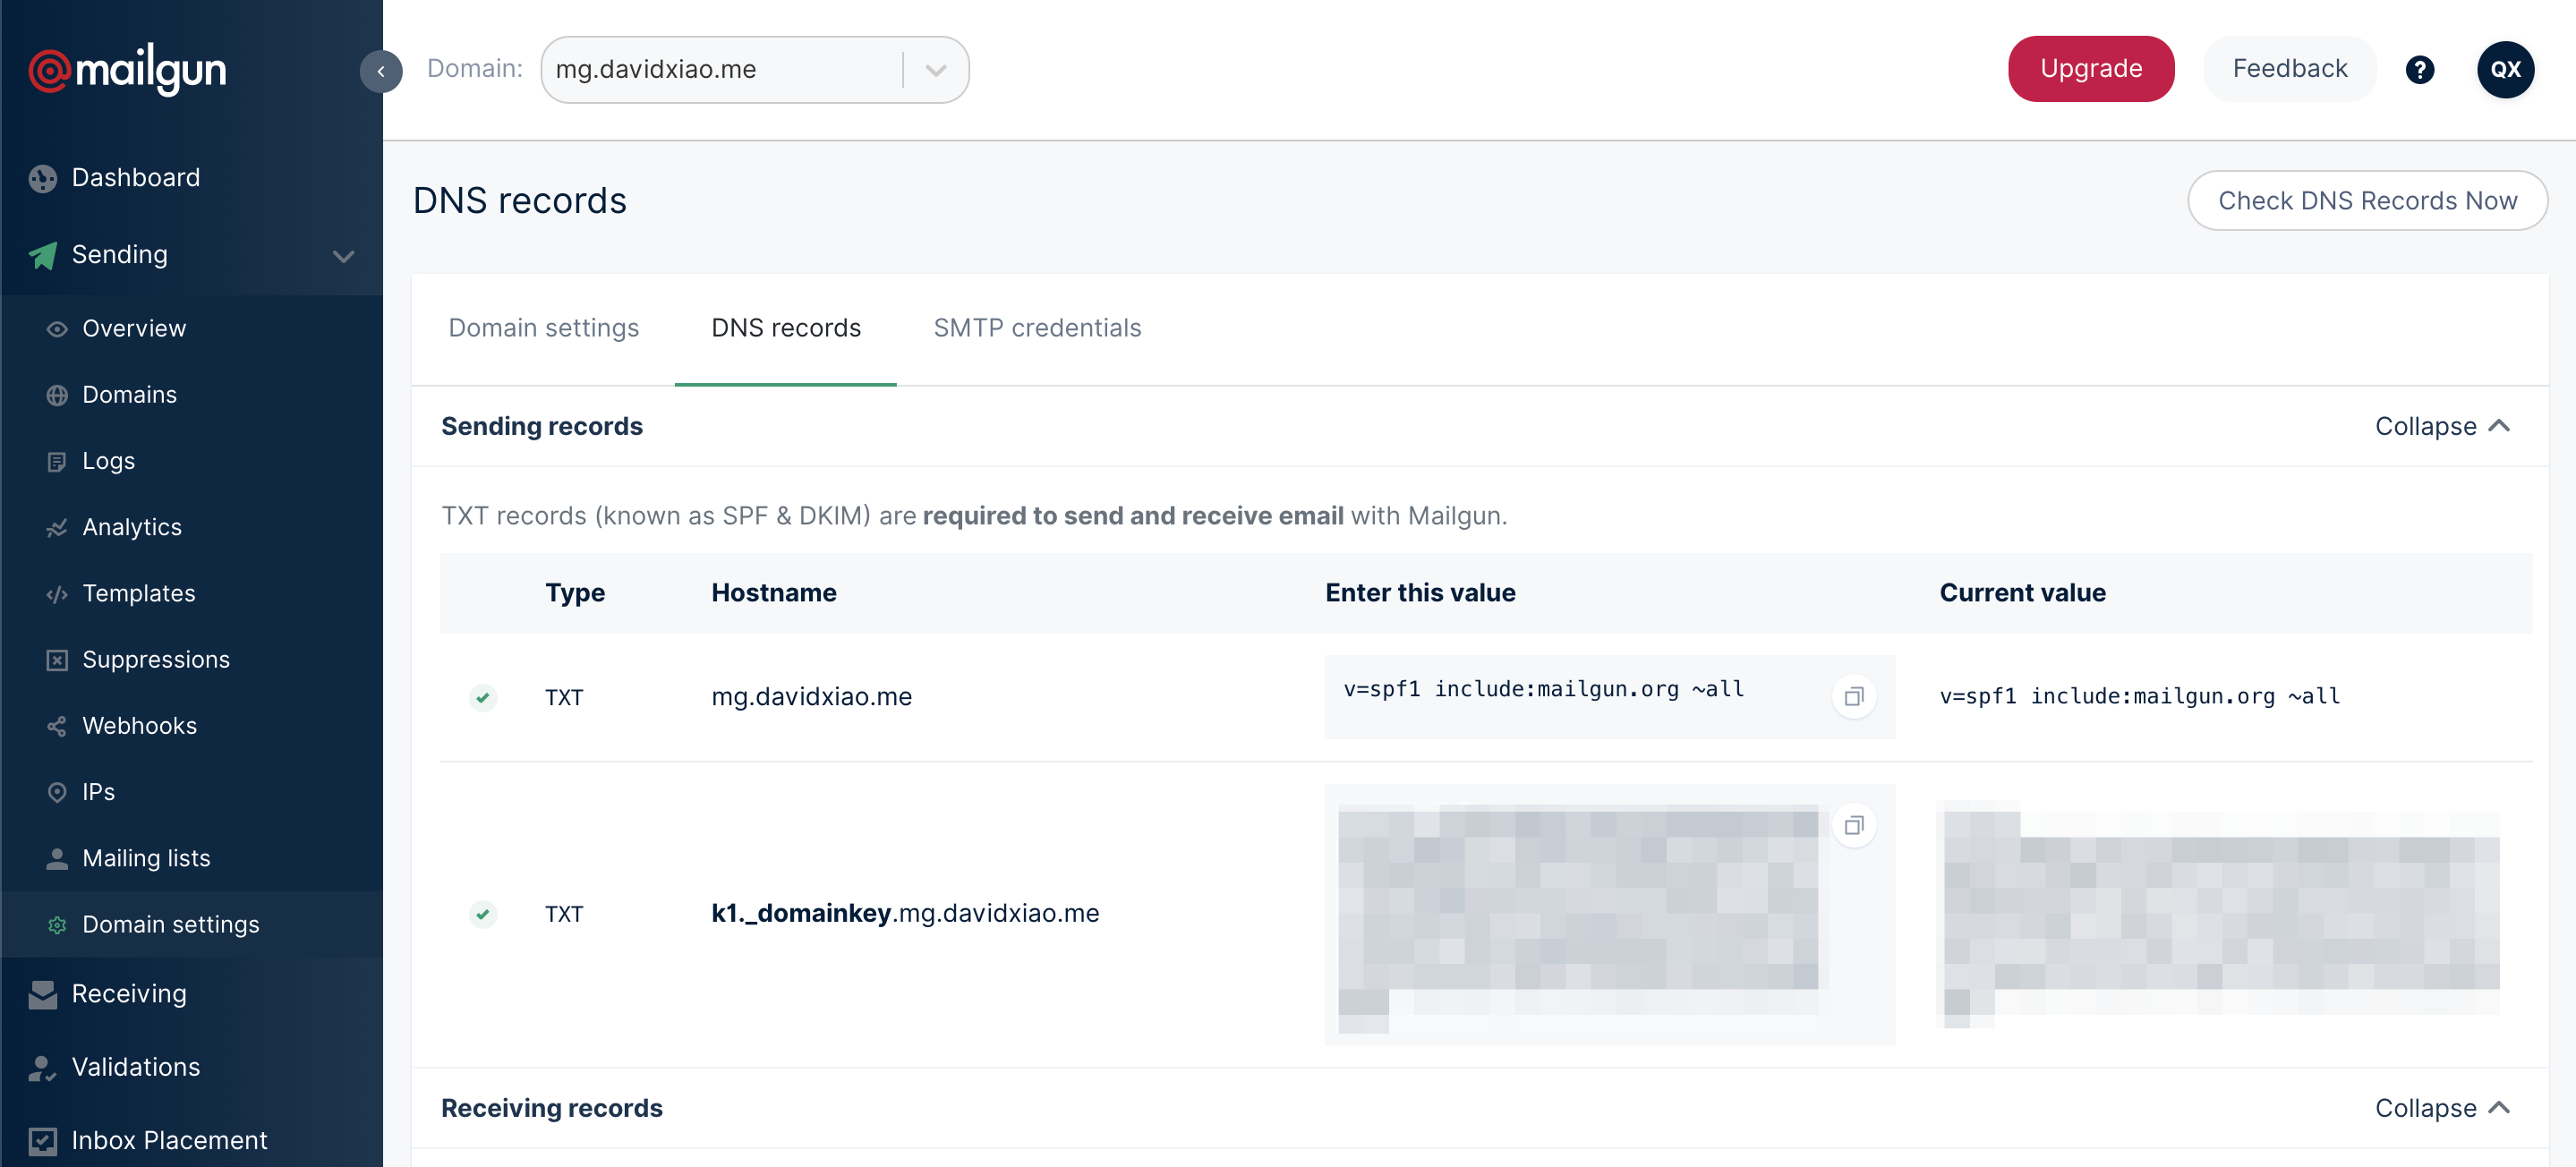 mailgun
Domain: mg.davidxiao.me
Upgrade
Feedback
?
QX
Dashboard
Sending
Overview
Domains
Logs
Analytics
Templates
Suppressions
Webhooks
IPs
Mailing lists
Domain settings
Receiving
Validations
Inbox Placement
DNS records
Check DNS Records Now
Domain settings DNS records SMTP credentials
Sending records Collapse
TXT records (known as SPF & DKIM) are required to send and receive email with Mailgun.
Type Hostname Enter this value Current value
TXT mg.davidxiao.me v=spf1 include:mailgun.org ~all v=spf1 include:mailgun.org ~all
TXT k1._domainkey.mg.davidxiao.me
Receiving records Collapse